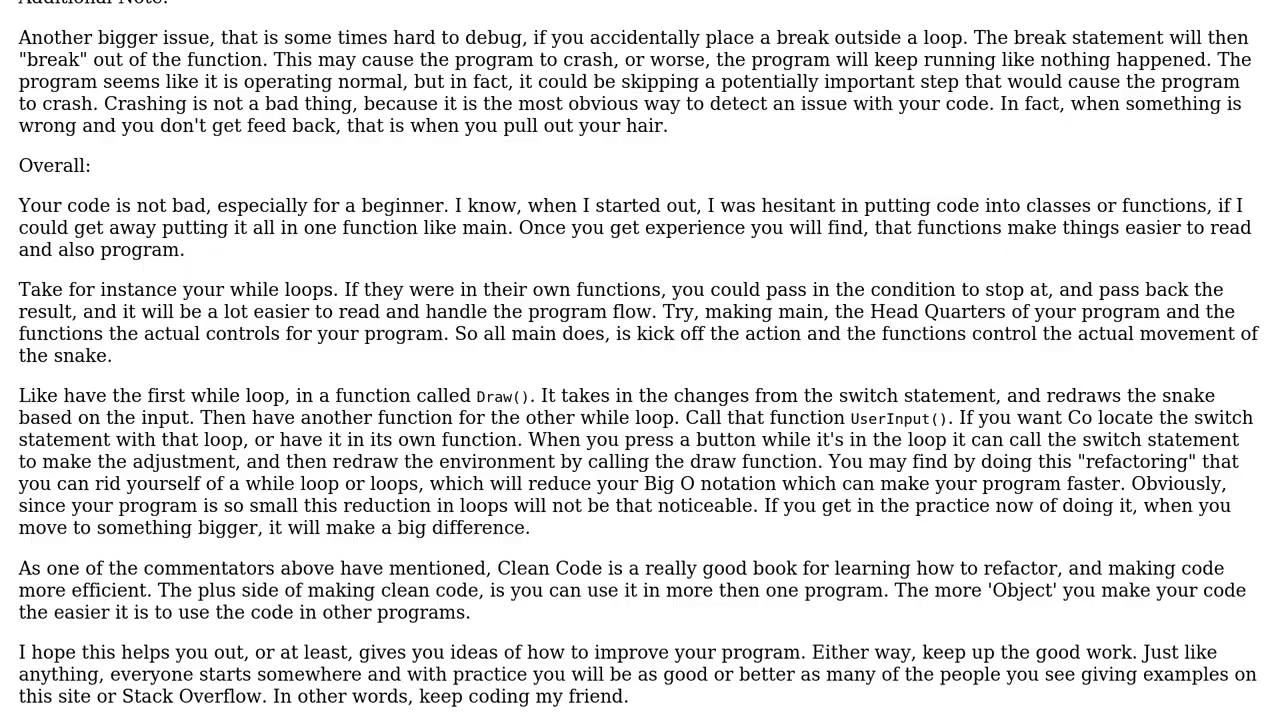 Additional Note:
Another bigger issue, that is some times hard to debug, if you accidentally place a break outside a loop. The break statement will then
"break" out of the function. This may cause the program to crash, or worse, the program will keep running like nothing happened. The
program seems like it is operating normal, but in fact, it could be skipping a potentially important step that would cause the program
to crash. Crashing is not a bad thing, because it is the most obvious way to detect an issue with your code. In fact, when something is
wrong and you don't get feed back, that is when you pull out your hair.
Overall:
Your code is not bad, especially for a beginner. I know, when I started out, I was hesitant in putting code into classes or functions, if I
could get away putting it all in one function like main. Once you get experience you will find, that functions make things easier to read
and also program.
Take for instance your while loops. If they were in their own functions, you could pass in the condition to stop at, and pass back the
result, and it will be a lot easier to read and handle the program flow. Try, making main, the Head Quarters of your program and the
functions the actual controls for your program. So all main does, is kick off the action and the functions control the actual movement of
the snake.
Like have the first while loop, in a function called Draw(). It takes in the changes from the switch statement, and redraws the snake
based on the input. Then have another function for the other while loop. Call that function UserInput(). If you want Co locate the switch
statement with that loop, or have it in its own function. When you press a button while it's in the loop it can call the switch statement
to make the adjustment, and then redraw the environment by calling the draw function. You may find by doing this "refactoring" that
you can rid yourself of a while loop or loops, which will reduce your Big O notation which can make your program faster. Obviously,
since your program is so small this reduction in loops will not be that noticeable. If you get in the practice now of doing it, when you
move to something bigger, it will make a big difference.
As one of the commentators above have mentioned, Clean Code is a really good book for learning how to refactor, and making code
more efficient. The plus side of making clean code, is you can use it in more then one program. The more 'Object' you make your code
the easier it is to use the code in other programs.
I hope this helps you out, or at least, gives you ideas of how to improve your program. Either way, keep up the good work. Just like
anything, everyone starts somewhere and with practice you will be as good or better as many of the people you see giving examples on
this site or Stack Overflow. In other words, keep coding my friend.